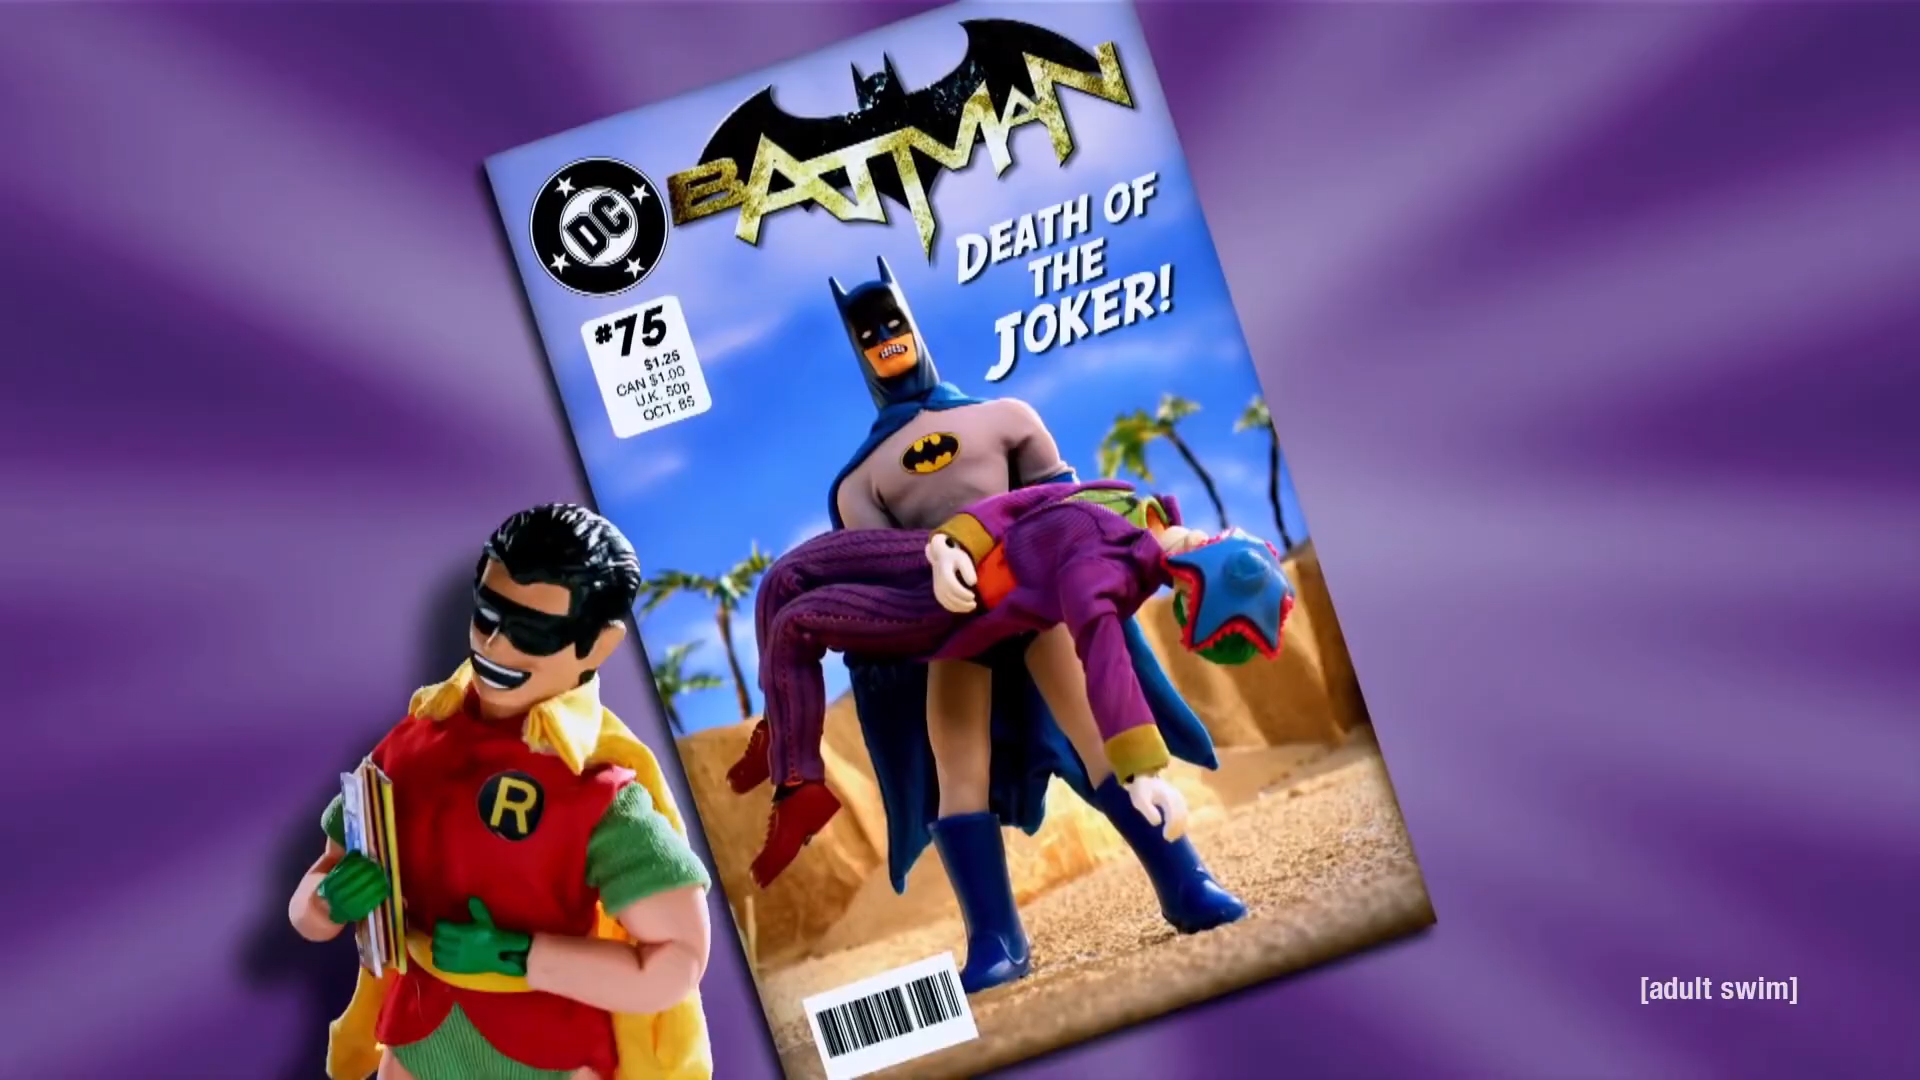 BATMAN
DC
DEATH OF
THE
JOKER!
#75
$1.25
CAN $1.00
U.K. 50p
OCT. 85
R
[adult swim]